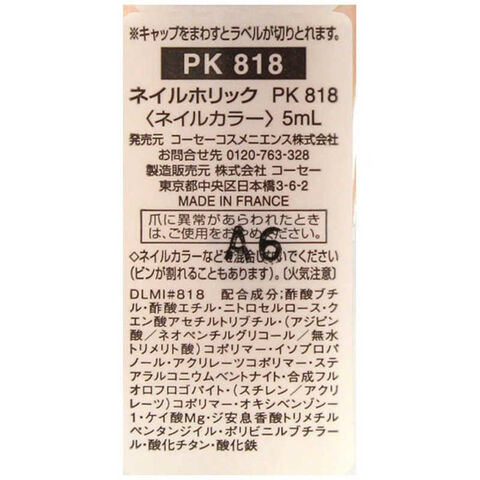 ※キャップをまわすとラベルが切りとれます。
PK 818
ネイルホリック PK 818
〈ネイルカラー〉5mL
発売元 コーセーコスメニエンス株式会社
お問合せ先 0120-763-328
製造販売元 株式会社 コーセー
東京都中央区日本橋3-6-2
MADE IN FRANCE
爪に異常があらわれたとき
は、ご使用をおやめください。
A6
◇ネイルカラーなどを混合しないでください
(ビンが割れることもあります)。〔火気注意〕
DLMI#818 配合成分;酢酸ブチ
ル・酢酸エチル・ニトロセルロース・ク
エン酸アセチルトリブチル・(アジピン
酸/ネオペンチルグリコール/無水
トリメリト酸)コポリマー・イソプロパ
ノール・アクリレーツコポリマー・ステ
アラルコニウムベントナイト・合成フル
オロフロゴパイト・(スチレン/アクリ
レーツ)コポリマー・オキシベンゾン-
1・ケイ酸Mg・ジ安息香酸トリメチル
ペンタンジイル・ポリビニルブチラー
ル・酸化チタン・酸化鉄